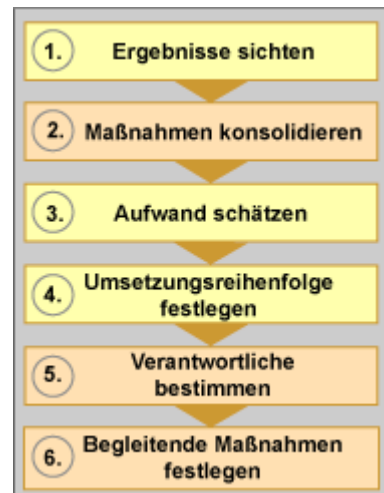 1. Ergebnisse sichten
2. Maßnahmen konsolidieren
3. Aufwand schätzen
4. Umsetzungsreihenfolge
festlegen
5. Verantwortliche
bestimmen
6. Begleitende Maßnahmen
festlegen